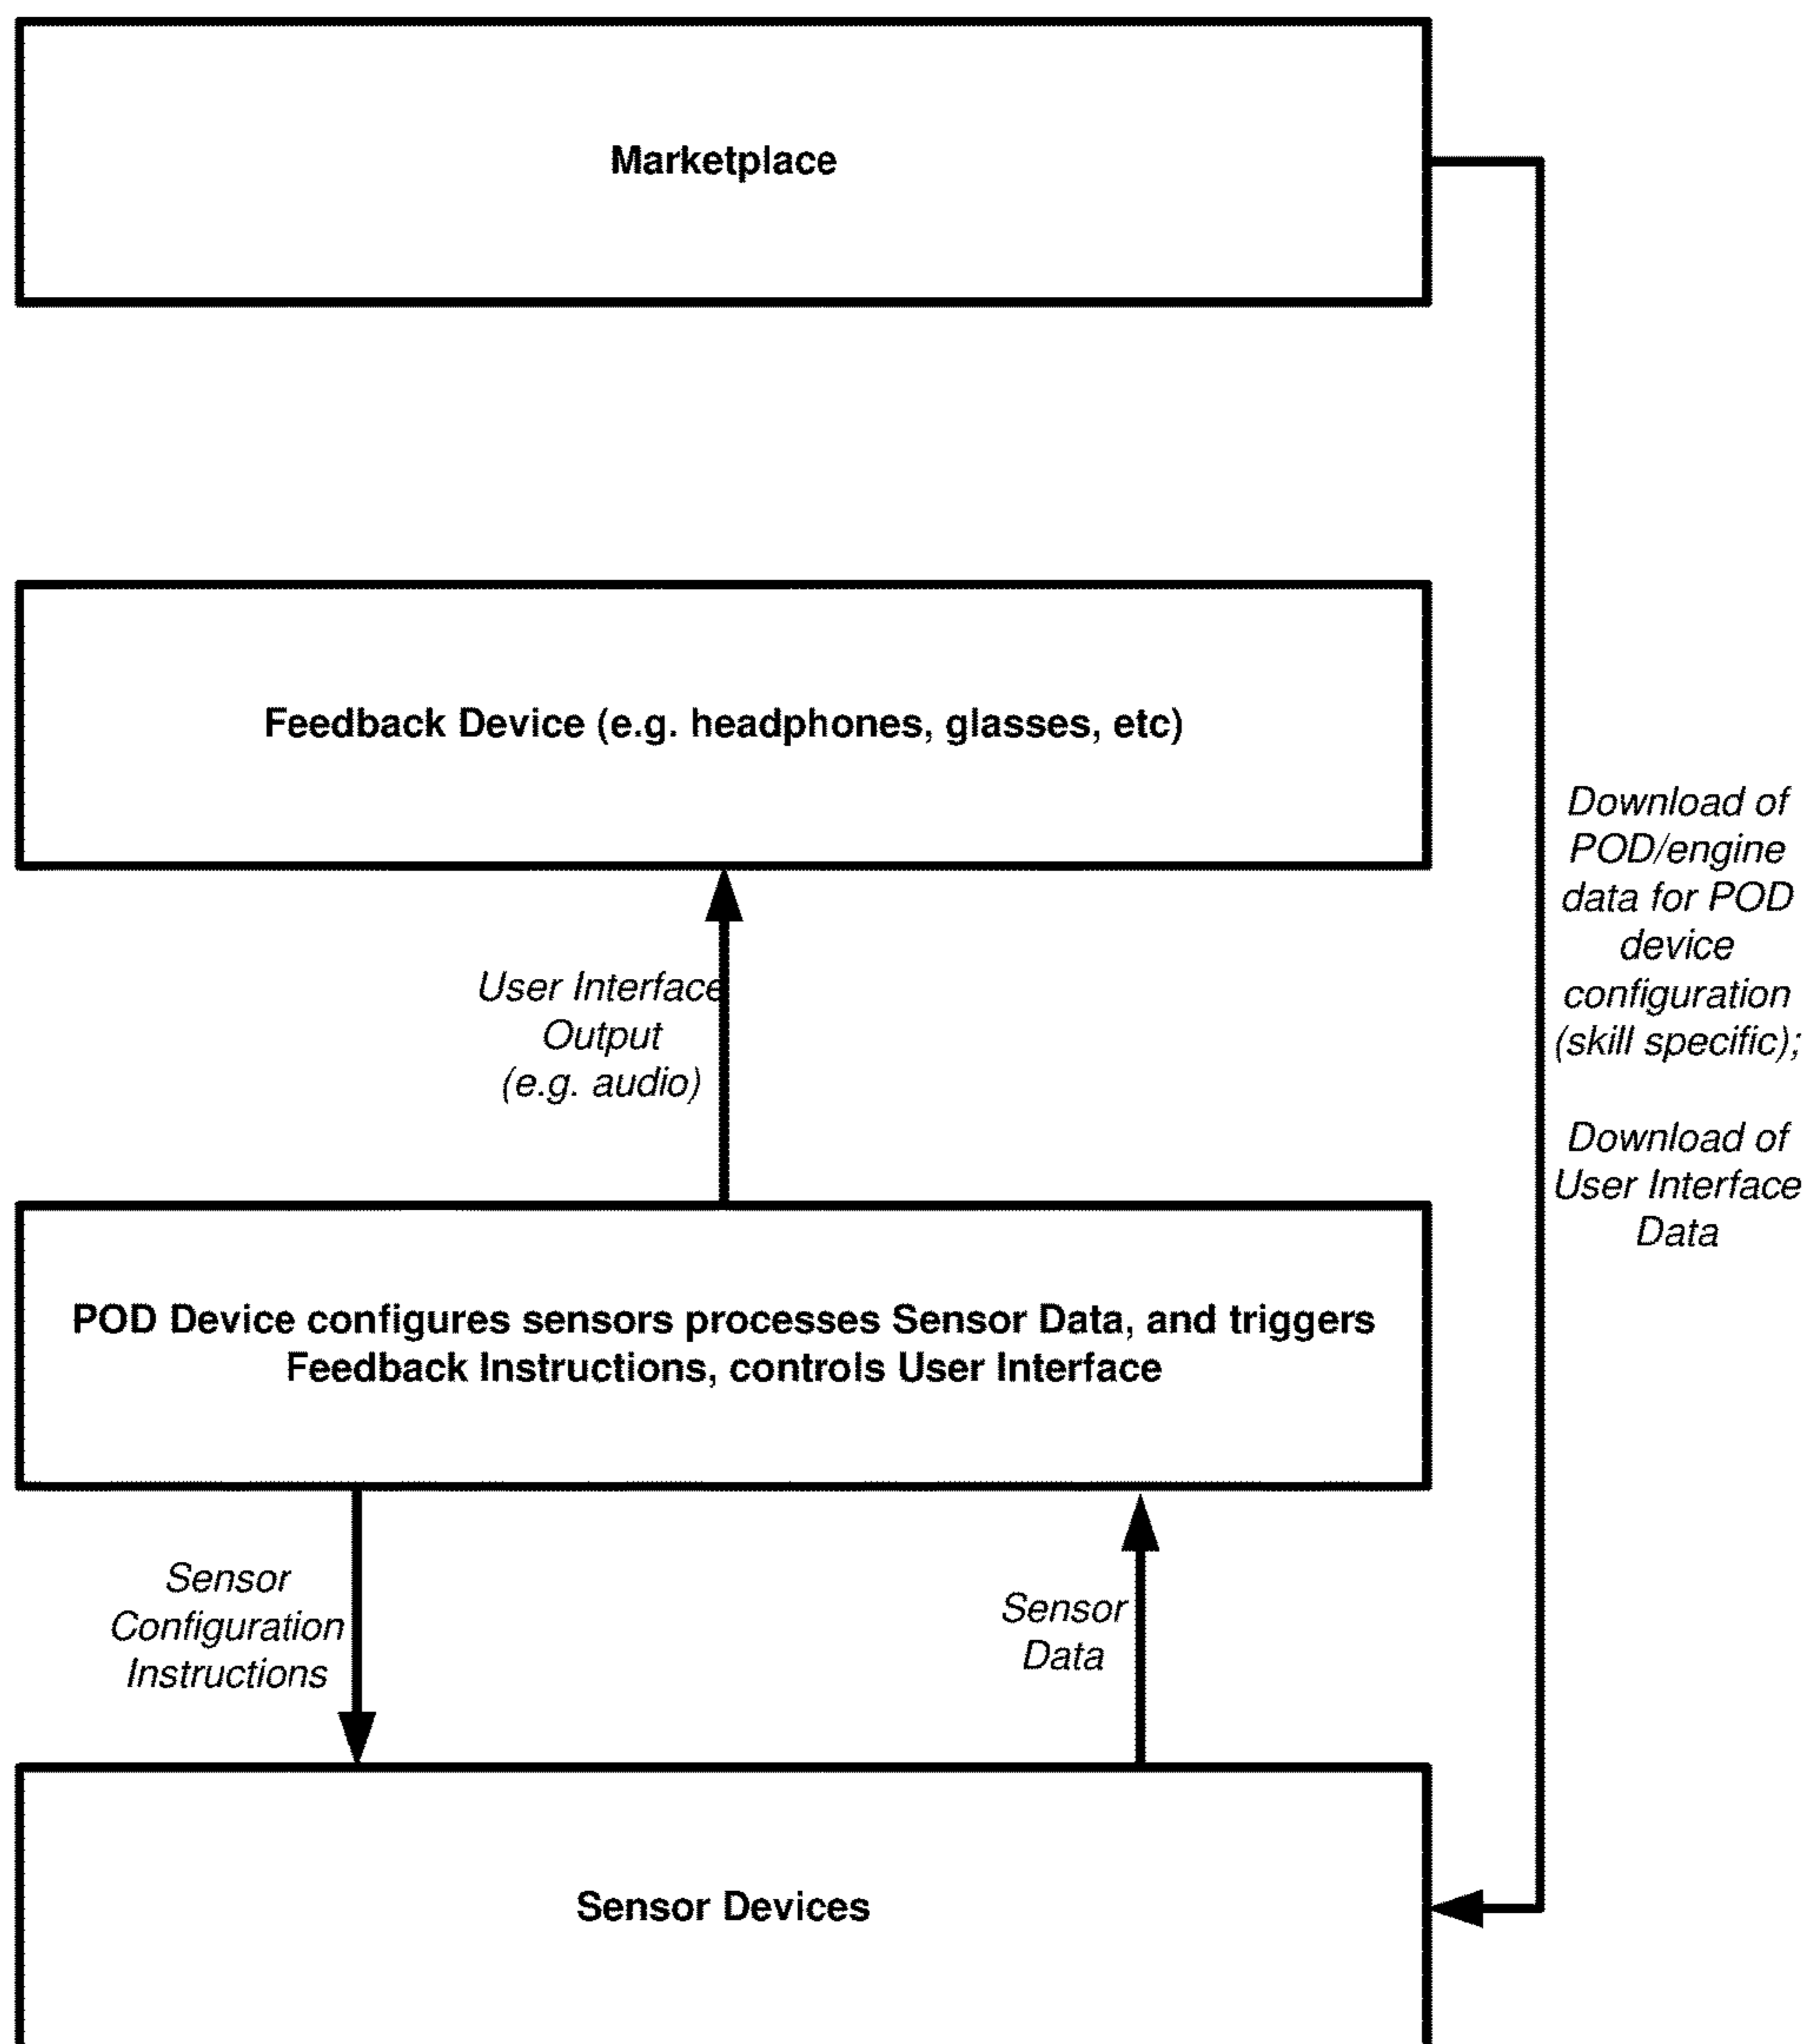 Marketplace
Feedback Device (e.g. headphones, glasses, etc)
Download of
POD/engine
data for POD
device
configuration
(skill specific);
Download of
User Interface
Data
User Interface
Output
(e.g. audio)
POD Device configures sensors processes Sensor Data, and triggers
Feedback Instructions, controls User Interface
Sensor
Configuration
Instructions
Sensor
Data
Sensor Devices